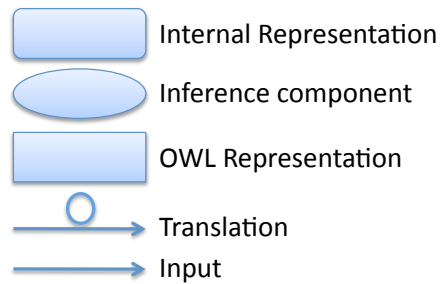 Internal Representation
Inference component
OWL Representation
Translation
Input